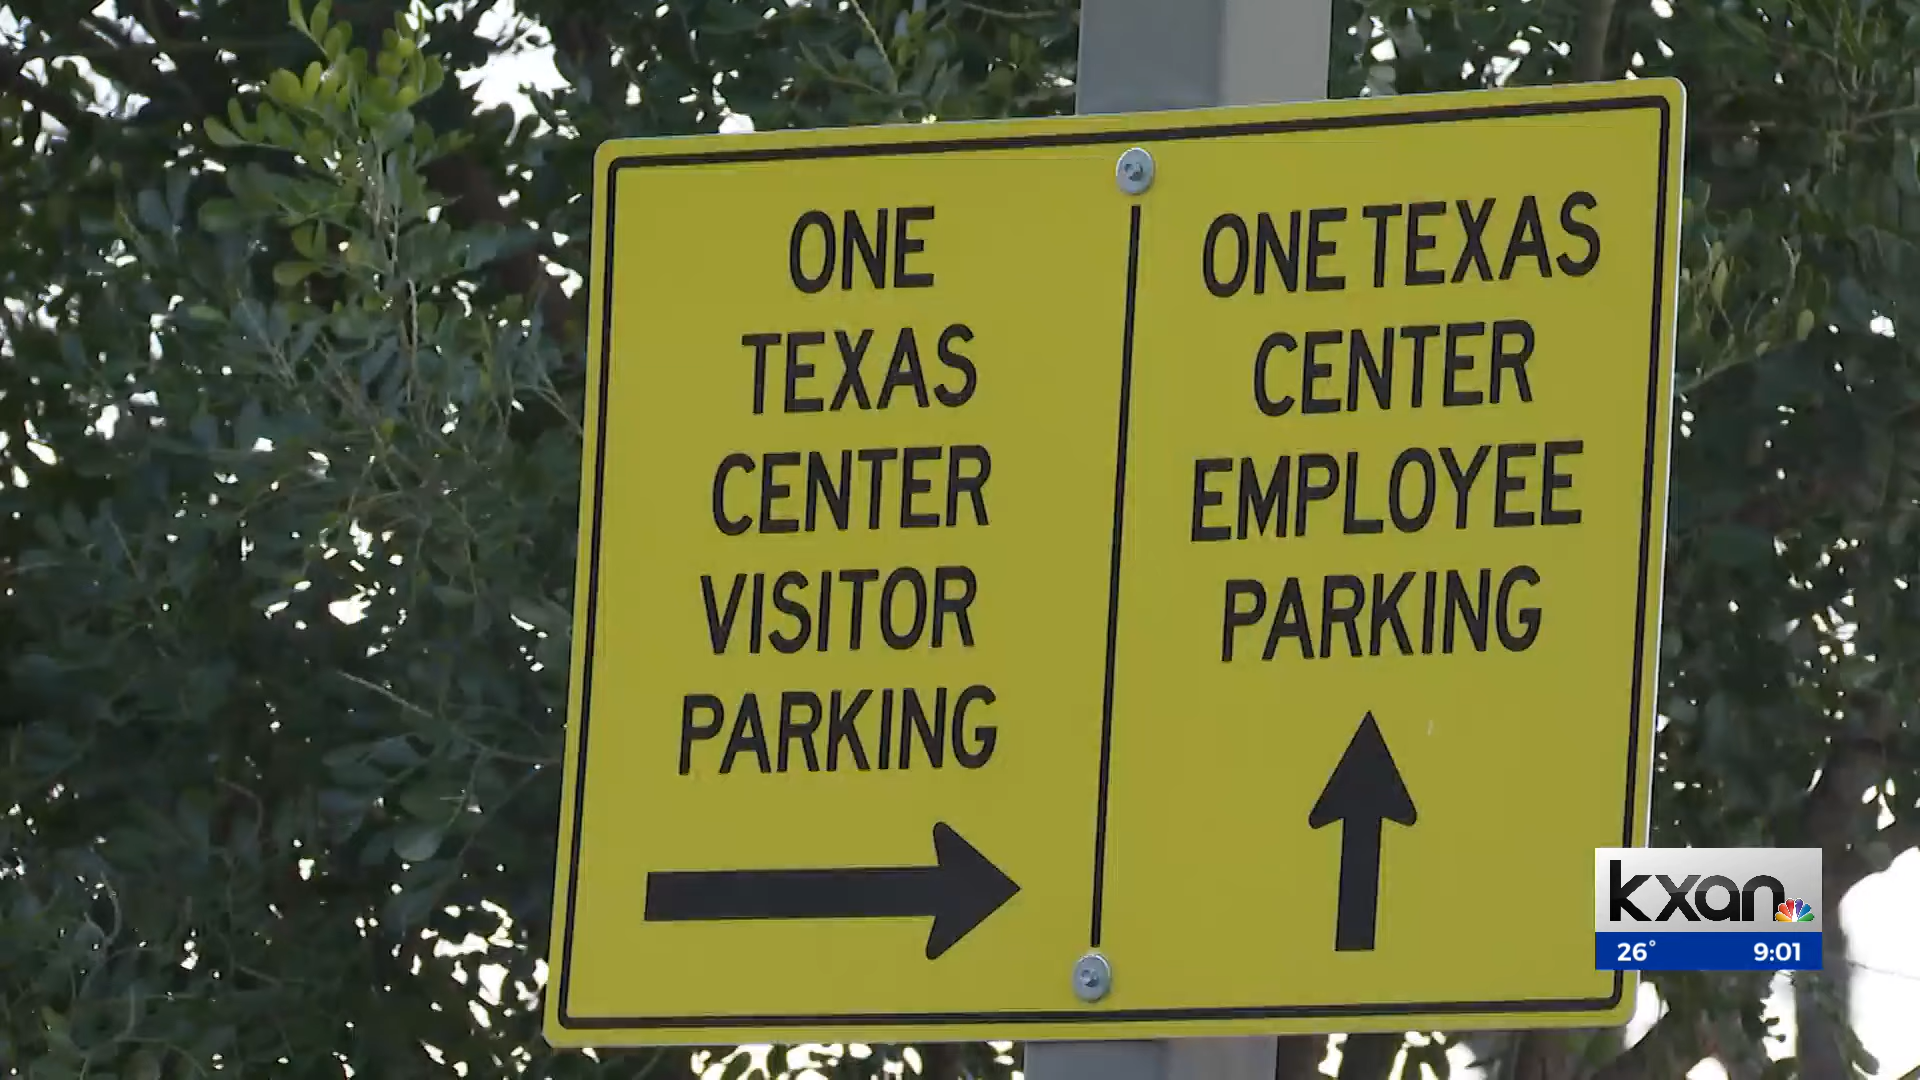 ONE
TEXAS
CENTER
VISITOR
PARKING
ONE TEXAS
CENTER
EMPLOYEE
PARKING
kxan
26° 9:01